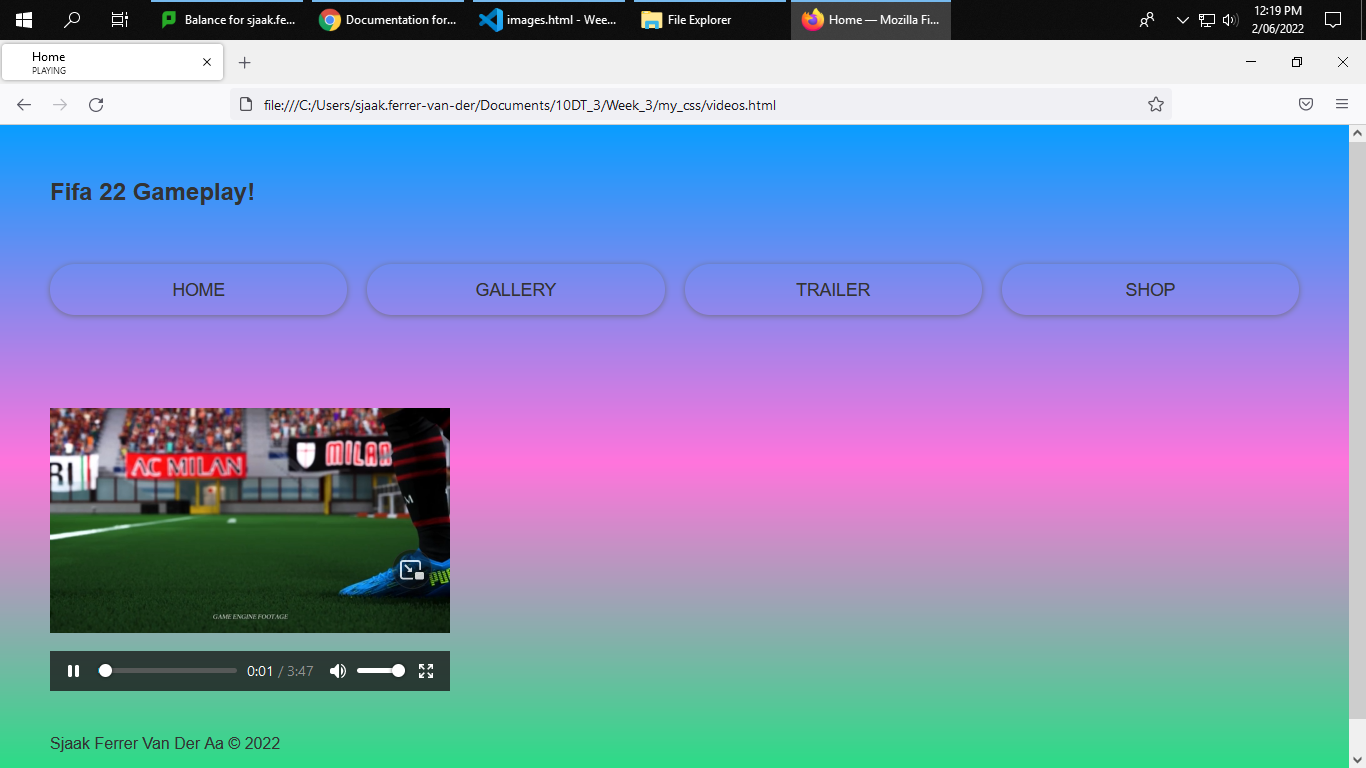 Balance for sjaak.fe...
Documentation for...
images.html - Wee...
File Explorer
Home — Mozilla Fi...
12:19 PM
2/06/2022
Home
PLAYING
file:///C:/Users/sjaak.ferrer-van-der/Documents/10DT_3/Week_3/my_css/videos.html
Fifa 22 Gameplay!
HOME
GALLERY
TRAILER
SHOP
AC MILAN
MILAN
GAME ENGINE FOOTAGE
0:01 / 3:47
Sjaak Ferrer Van Der Aa © 2022